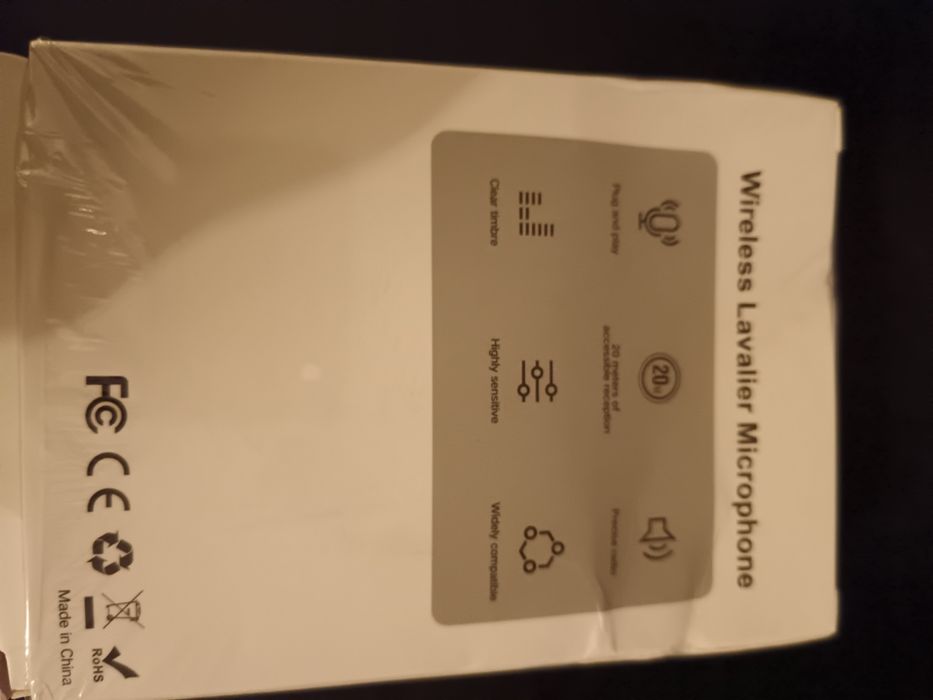 Wireless Lavalier Microphone
Plug and play
20m
20 meters of
accessible reception
Precise radio
Clear timbre
Highly sensitive
Widely compatible
FC CE
RoHS
Made in China